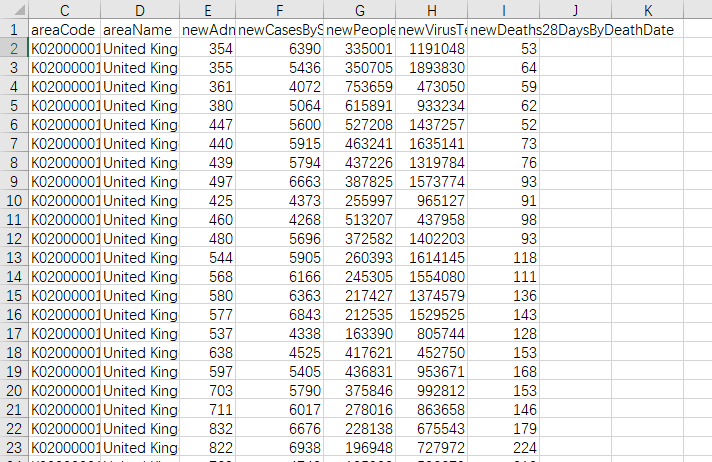 C D E F G H I J K
1 areaCode areaName newAdn newCasesByS newPeople newVirusTe newDeaths28DaysByDeathDate
2 K02000001 United King 354 6390 335001 1191048 53
3 K02000001 United King 355 5436 350705 1893830 64
4 K02000001 United King 361 4072 753659 473050 59
5 K02000001 United King 380 5064 615891 933234 62
6 K02000001 United King 447 5600 527208 1437257 52
7 K02000001 United King 440 5915 463241 1635141 73
8 K02000001 United King 439 5794 437226 1319784 76
9 K02000001 United King 497 6663 387825 1573774 93
10 K02000001 United King 425 4373 255997 965127 91
11 K02000001 United King 460 4268 513207 437958 98
12 K02000001 United King 480 5696 372582 1402203 93
13 K02000001 United King 544 5905 260393 1614145 118
14 K02000001 United King 568 6166 245305 1554080 111
15 K02000001 United King 580 6363 217427 1374579 136
16 K02000001 United King 577 6843 212535 1529525 143
17 K02000001 United King 537 4338 163390 805744 128
18 K02000001 United King 638 4525 417621 452750 153
19 K02000001 United King 597 5405 436831 953671 168
20 K02000001 United King 703 5790 375846 992812 153
21 K02000001 United King 711 6017 278016 863658 146
22 K02000001 United King 832 6676 228138 675543 179
23 K02000001 United King 822 6938 196948 727972 224